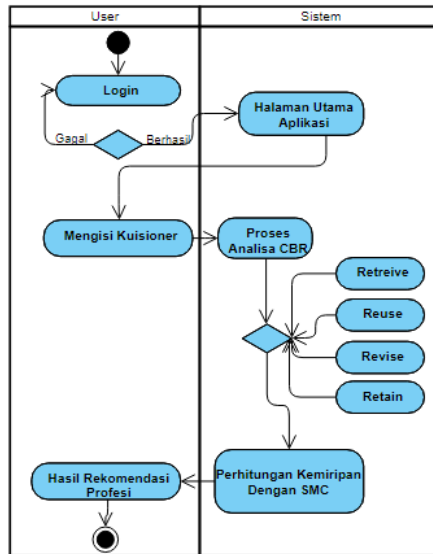 User
Sistem
Login
Halaman Utama
Aplikasi
Gagal
Berhasil
Mengisi Kuisioner
Proses
Analisa CBR
Retreive
Reuse
Revise
Retain
Perhitungan Kemiripan
Dengan SMC
Hasil Rekomendasi
Profesi